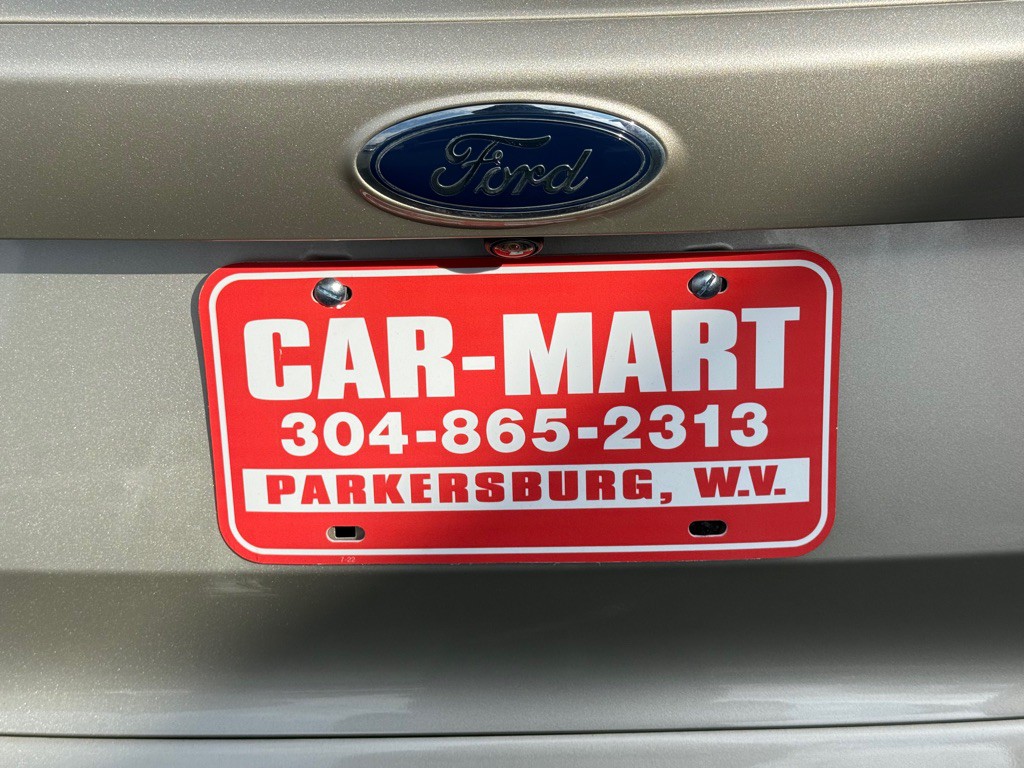 Ford
CAR-MART
304-865-2313
PARKERSBURG, W.V.